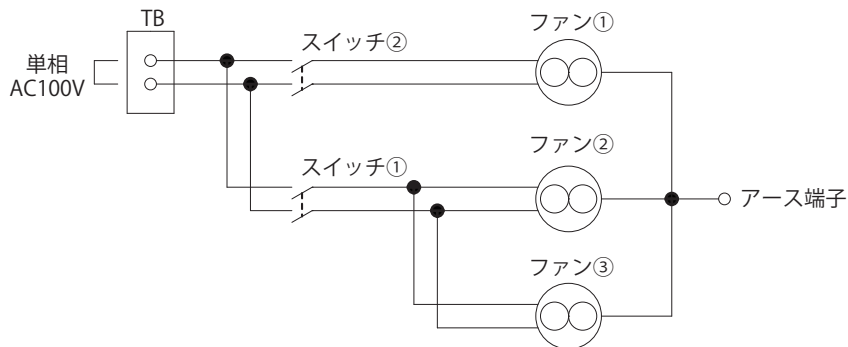 TB
ファン①
スイッチ②
単相
AC100V
ファン②
スイッチ①
アース端子
ファン③